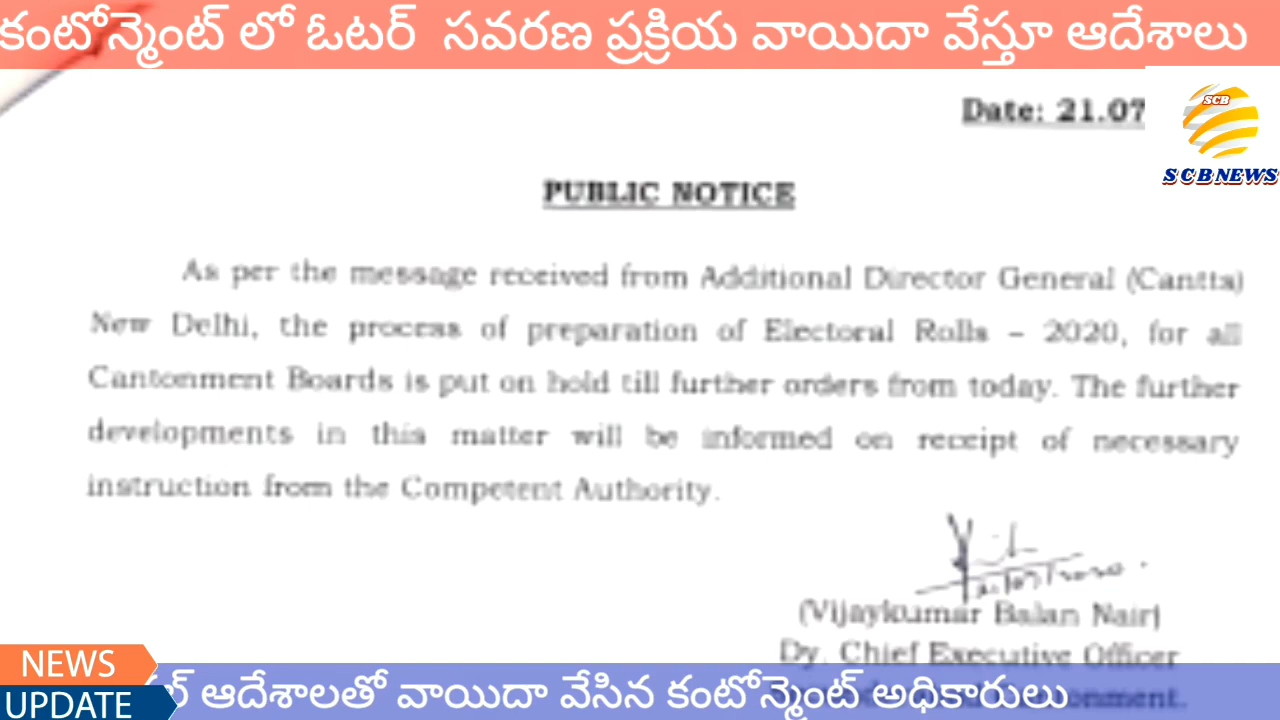 కంటోన్మెంట్ లో ఓటర్ సవరణ ప్రక్రియ వాయిదా వేస్తూ ఆదేశాలు
Date: 21.07
SCB
SCB NEWS
PUBLIC NOTICE
As per the message received from Additional Director General (Cantts)
New Delhi, the process of preparation of Electoral Rolls – 2020, for all
Cantonment Boards is put on hold till further orders from today. The further
developments in this matter will be informed on receipt of necessary
instruction from the Competent Authority.
(Vijaykumar Balan Nair)
Dy. Chief Executive Officer
NEWS
UPDATE
ఆదేశాలతో వాయిదా వేసిన కంటోన్మెంట్ అధికారులు